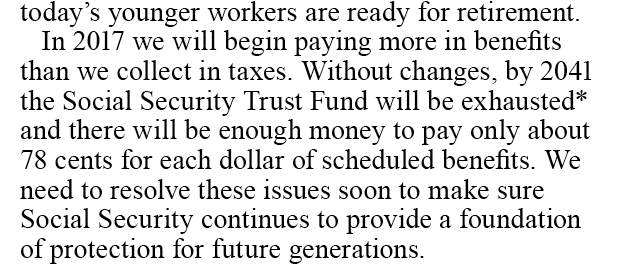 today’s younger workers are ready for retirement.
In 2017 we will begin paying more in benefits
than we collect in taxes. Without changes, by 2041
the Social Security Trust Fund will be exhausted*
and there will be enough money to pay only about
78 cents for each dollar of scheduled benefits. We
need to resolve these issues soon to make sure
Social Security continues to provide a foundation
of protection for future generations.